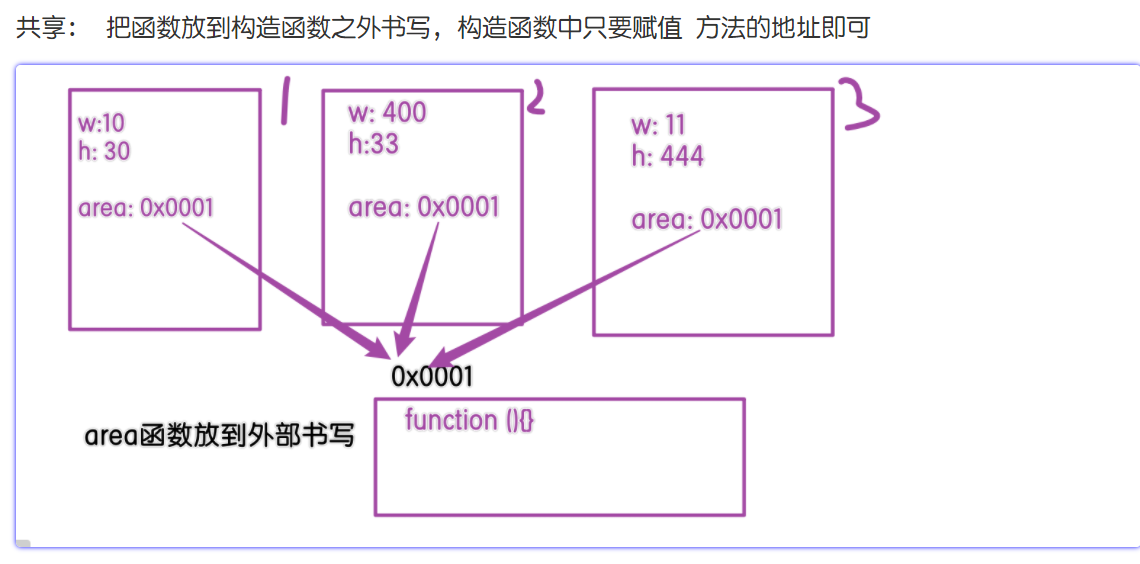 共享： 把函数放到构造函数之外书写，构造函数中只要赋值 方法的地址即可
1
2
3
w:10
h: 30
area: 0x0001
w: 400
h:33
area: 0x0001
w: 11
h: 444
area: 0x0001
0x0001
area函数放到外部书写
function (){}